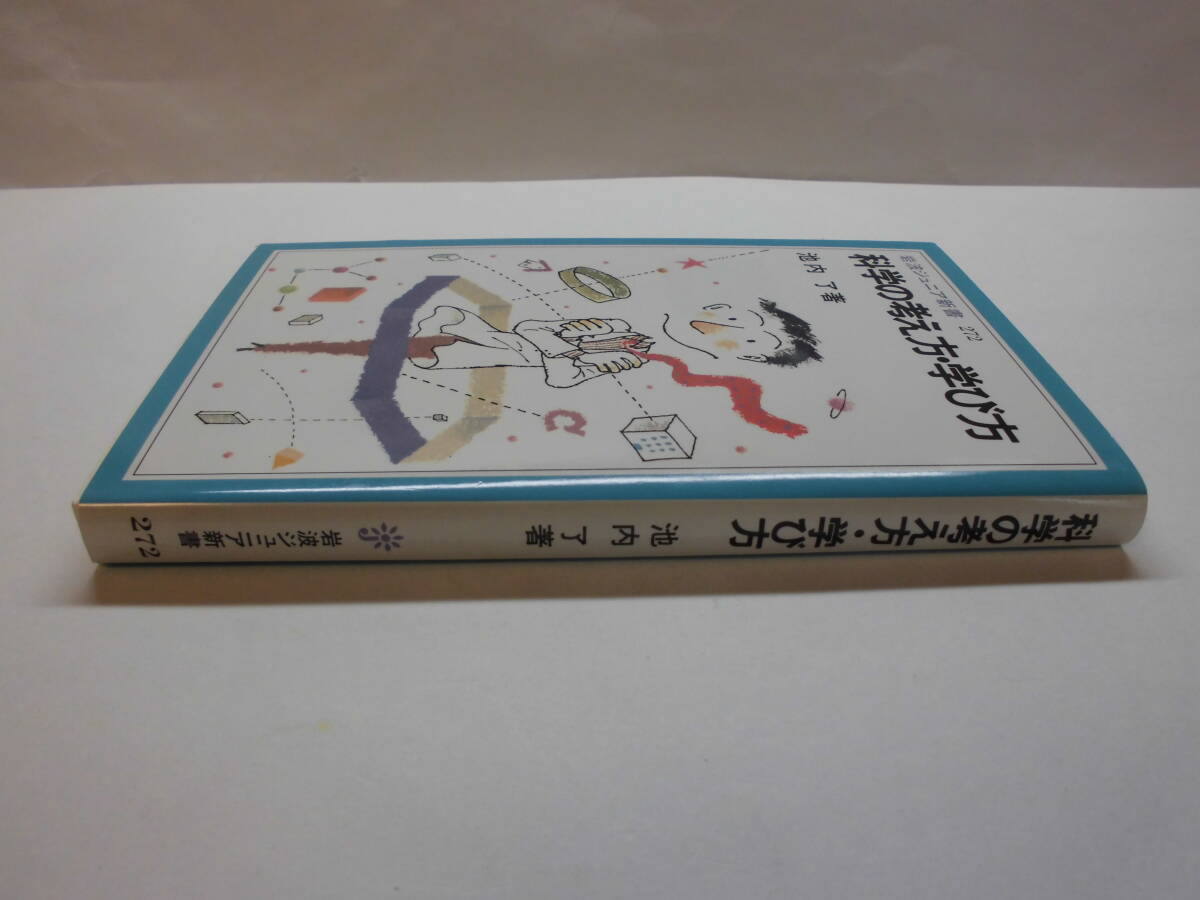 岩波ジュニア新書 272
科学の考え方・学び方
池内 了著
科学の考え方・学び方
池内 了著
岩波ジュニア新書
272